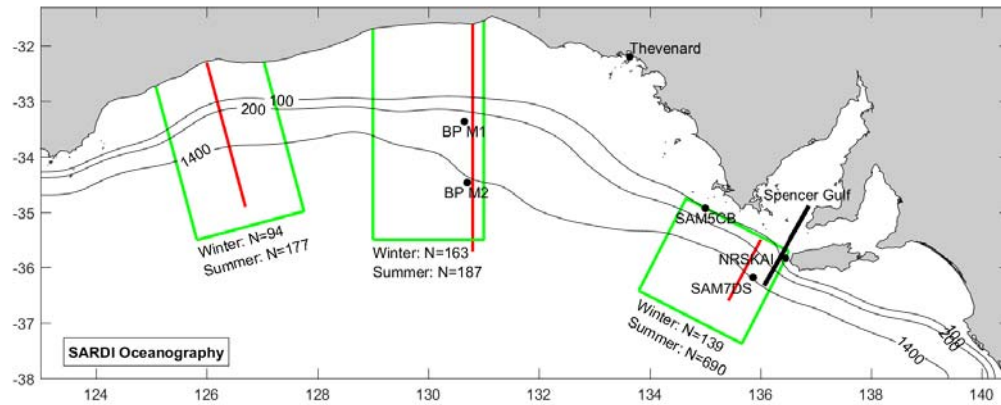 -32
-33
-34
-35
-36
-37
-38
124
126
128
130
132
134
136
138
140
Thevenard
100
200
1400
BP M1
BP M2
Spencer Gulf
SAM5CB
NRSKAI
SAM7DS
Winter: N=94
Summer: N=177
Winter: N=163
Summer: N=187
Winter: N=139
Summer: N=690
100
200
1400
SARDI Oceanography